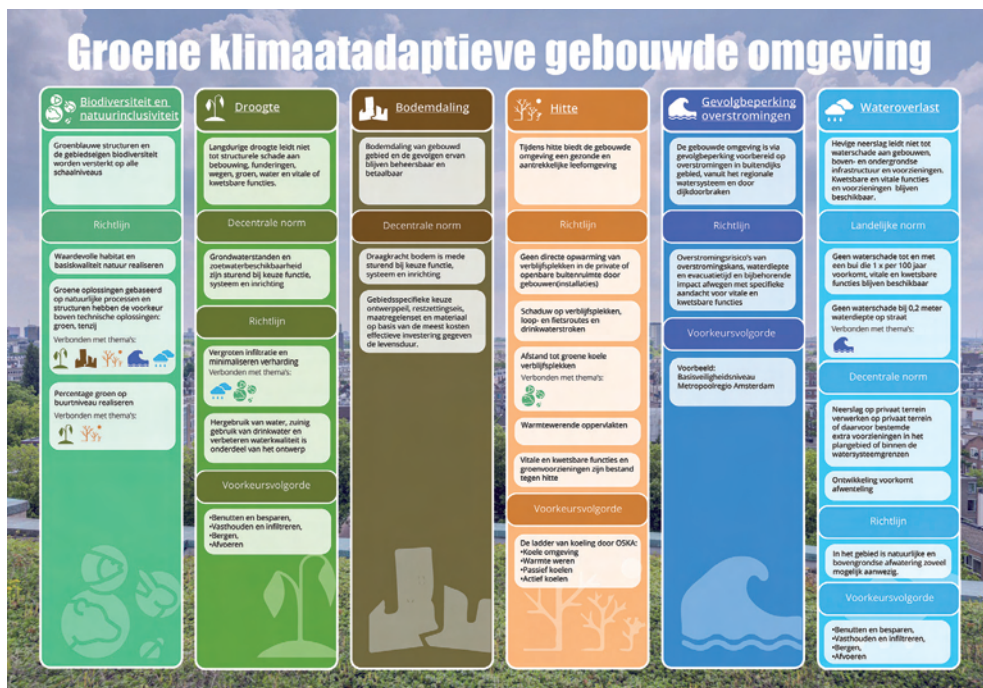 Groene klimaatadaptieve gebouwde omgeving
Biodiversiteit en
natuurinclusiviteit
Groenblauwe structuren en
de gebiedseigen biodiversiteit
worden versterkt op alle
schaalniveaus
Richtlijn
Waardevolle habitat en
basiskwaliteit natuur realiseren
Groene oplossingen gebaseerd
op natuurlijke processen en
structuren hebben de voorkeur
boven technische oplossingen:
groen, tenzij
Verbonden met thema's:
Percentage groen op
buurtniveau realiseren
Verbonden met thema's:
Droogte
Langdurige droogte leidt niet
tot structurele schade aan
bebouwing, funderingen,
wegen, groen, water en vitale of
kwetsbare functies.
Decentrale norm
Grondwaterstanden en
zoetwaterbeschikbaarheid
zijn sturend bij keuze functie,
systeem en inrichting
Richtlijn
Vergroten infiltratie en
minimaliseren verharding
Verbonden met thema's:
Hergebruik van water, zuinig
gebruik van drinkwater en
verbeteren waterkwaliteit is
onderdeel van het ontwerp
Voorkeursvolgorde
•Benutten en besparen,
•Vasthouden en infiltreren,
•Bergen,
•Afvoeren
Bodemdaling
Bodemdaling van gebouwd
gebied en de gevolgen ervan
blijven beheersbaar en
betaalbaar
Decentrale norm
Draagkracht bodem is mede
sturend bij keuze functie,
systeem en inrichting
Gebiedsspecifieke keuze
ontwerppeil, restzettingseis,
maatregelenset en materiaal
op basis van de meest kosten
effectieve investering gegeven
de levensduur.
Hitte
Tijdens hitte biedt de gebouwde
omgeving een gezonde en
aantrekkelijke leefomgeving
Richtlijn
Geen directe opwarming van
verblijfsplekken in de private of
openbare buitenruimte door
gebouwen(installaties)
Schaduw op verblijfsplekken,
loop- en fietsroutes en
drinkwaterstroken
Afstand tot groene koele
verblijfsplekken
Verbonden met thema's:
Warmtewerende oppervlakten
Vitale en kwetsbare functies en
groenvoorzieningen zijn bestand
tegen hitte
Voorkeursvolgorde
De ladder van koeling door OSKA:
•Koele omgeving
•Warmte weren
•Passief koelen
•Actief koelen
Gevolgbeperking
overstromingen
De gebouwde omgeving is via
gevolgbeperking voorbereid op
overstromingen in buitendijks
gebied, vanuit het regionale
watersysteem en door
dijkdoorbraken
Richtlijn
Overstromingsrisico's van
overstromingskans, waterdiepte
en evacuatietijd en bijbehorende
impact afwegen met specifieke
aandacht voor vitale en
kwetsbare functies
Voorkeursvolgorde
Voorbeeld:
Basisveiligheidsniveau
Metropoolregio Amsterdam
Wateroverlast
Hevige neerslag leidt niet tot
waterschade aan gebouwen,
boven- en ondergrondse
infrastructuur en voorzieningen.
Kwetsbare en vitale functies
en voorzieningen blijven
beschikbaar.
Landelijke norm
Geen waterschade tot en met
een bui die 1 x per 100 jaar
voorkomt, vitale en kwetsbare
functies blijven beschikbaar
Geen waterschade bij 0,2 meter
waterdiepte op straat
Verbonden met thema's:
Decentrale norm
Neerslag op privaat terrein
verwerken op privaat terrein
of daarvoor bestemde
extra voorzieningen in het
plangebied of binnen de
watersysteemgrenzen
Ontwikkeling voorkomt
afwenteling
Richtlijn
In het gebied is natuurlijke en
bovengrondse afwatering zoveel
mogelijk aanwezig.
Voorkeursvolgorde
•Benutten en besparen,
•Vasthouden en infiltreren,
•Bergen,
•Afvoeren